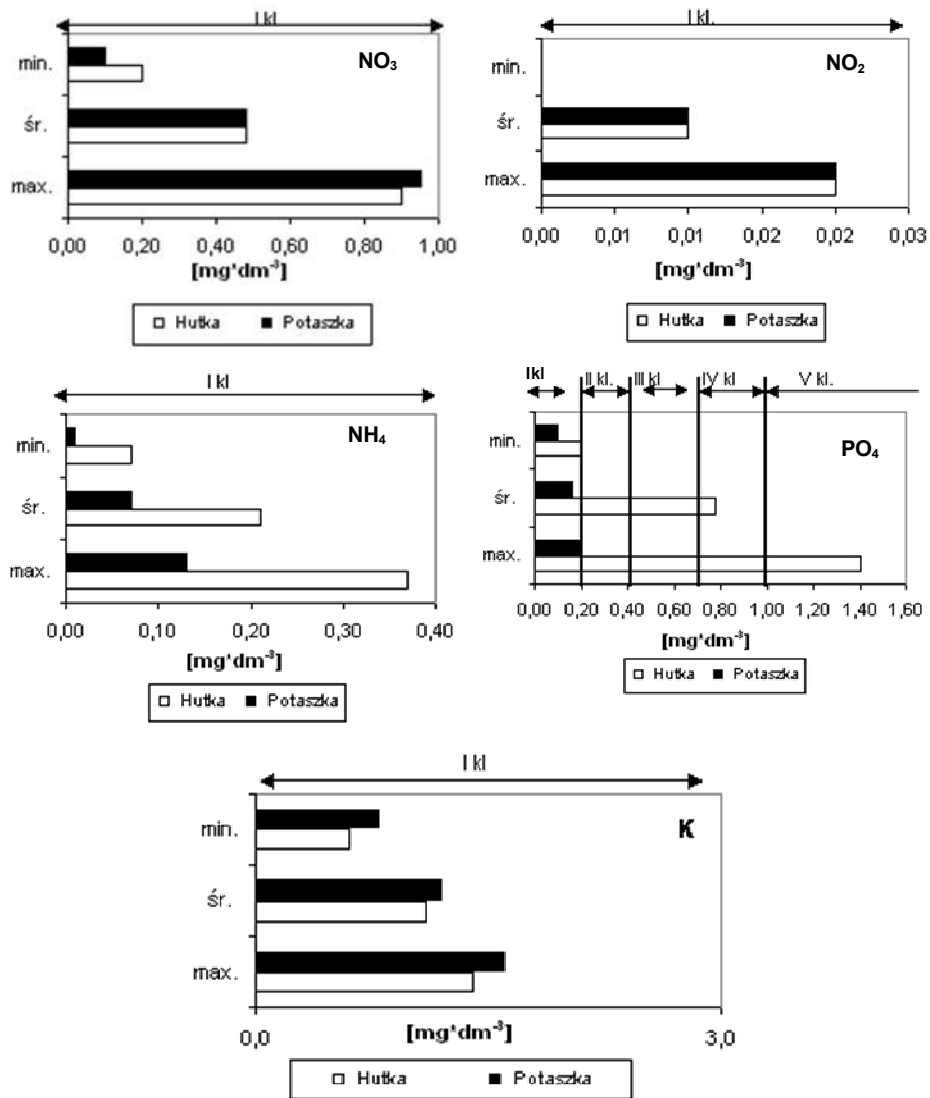 I kl
NO₃
min.
śr.
max.
0,00 0,20 0,40 0,60 0,80 1,00
[mg*dm⁻³]
Hutka Potaszka
I kl.
NO₂
min.
śr.
max.
0,00 0,01 0,01 0,02 0,02 0,03
[mg*dm⁻³]
Hutka Potaszka
I kl
NH₄
min.
śr.
max.
0,00 0,10 0,20 0,30 0,40
[mg*dm⁻³]
Hutka Potaszka
I kl II kl. III kl IV kl V kl.
PO₄
min.
śr.
max.
0,00 0,20 0,40 0,60 0,80 1,00 1,20 1,40 1,60
[mg*dm⁻³]
Hutka Potaszka
I kl
K
min.
śr.
max.
0,0 3,0
[mg*dm⁻³]
Hutka Potaszka